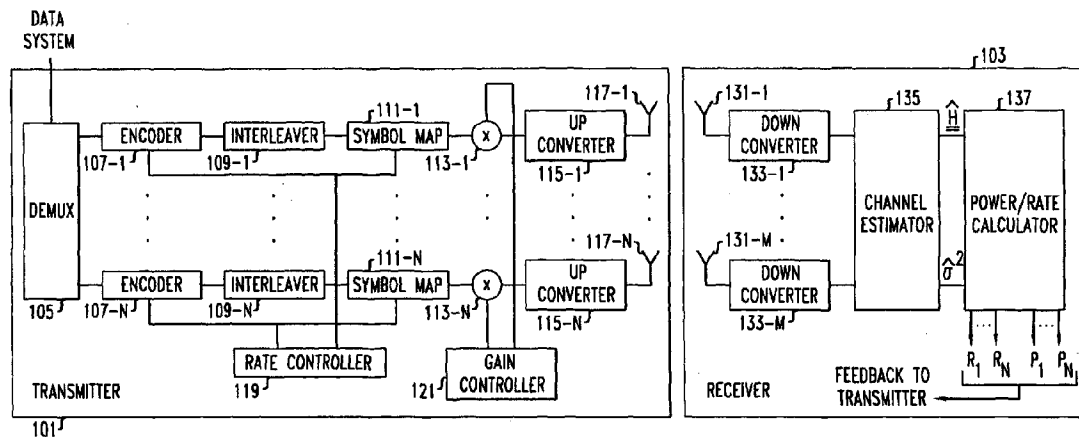 DATA
SYSTEM
103
111-1
117-1
131-1
135
137
ENCODER
INTERLEAVER
SYMBOL MAP
X
UP
CONVERTER
DOWN
CONVERTER
Ĥ
107-1
109-1
113-1
115-1
133-1
DEMUX
CHANNEL
ESTIMATOR
POWER/RATE
CALCULATOR
111-N
117-N
131-M
ENCODER
INTERLEAVER
SYMBOL MAP
X
UP
CONVERTER
DOWN
CONVERTER
σ̂²
105
107-N
109-N
113-N
115-N
133-M
RATE CONTROLLER
GAIN
CONTROLLER
R1 ... RN P1 ... PN
119
121
TRANSMITTER
RECEIVER
FEEDBACK TO
TRANSMITTER
101